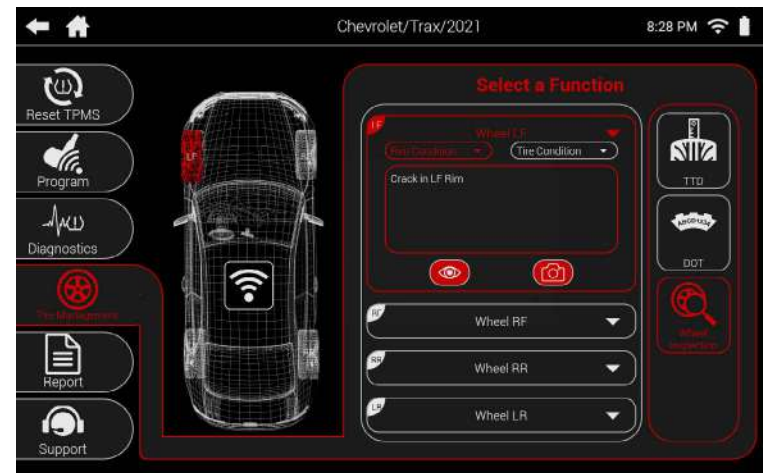 Chevrolet/Trax/2021
8:28 PM
Reset TPMS
Program
Diagnostics
Tire Management
Report
Support
LF
Select a Function
LF
Wheel LF
Rim Condition
Tire Condition
Crack in LF Rim
RF
Wheel RF
RR
Wheel RR
LR
Wheel LR
TTD
DOT
Wheel
Inspection